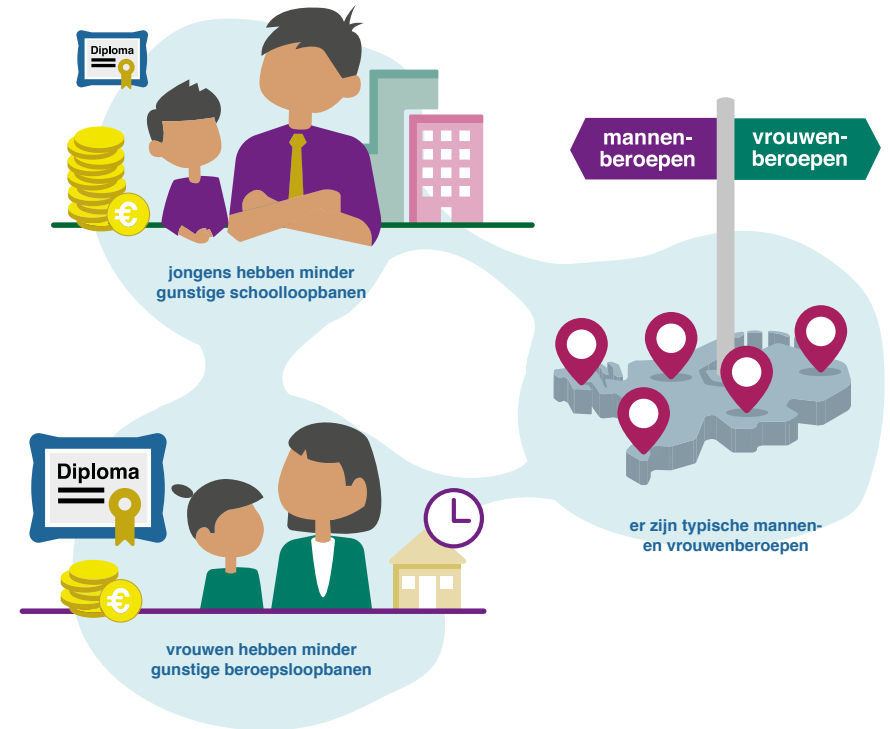 Diploma
€
jongens hebben minder
gunstige schoolloopbanen
mannen-
beroepen
vrouwen-
beroepen
er zijn typische mannen-
en vrouwenberoepen
Diploma
€
vrouwen hebben minder
gunstige beroepsloopbanen